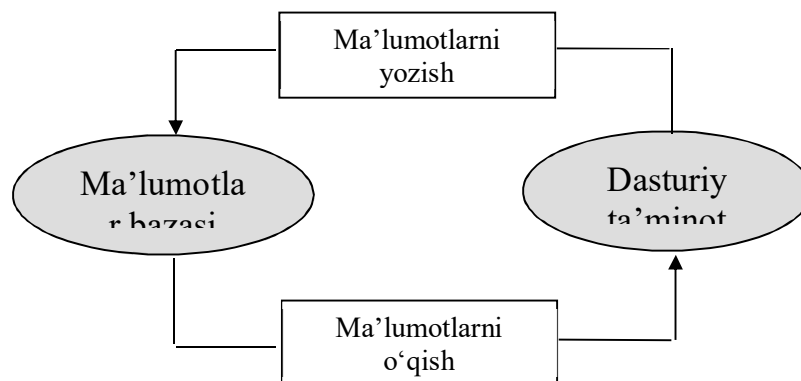 Ma’lumotlarni
yozish
Ma’lumotla
r bazasi
Dasturiy
ta’minot
Ma’lumotlarni
o‘qish